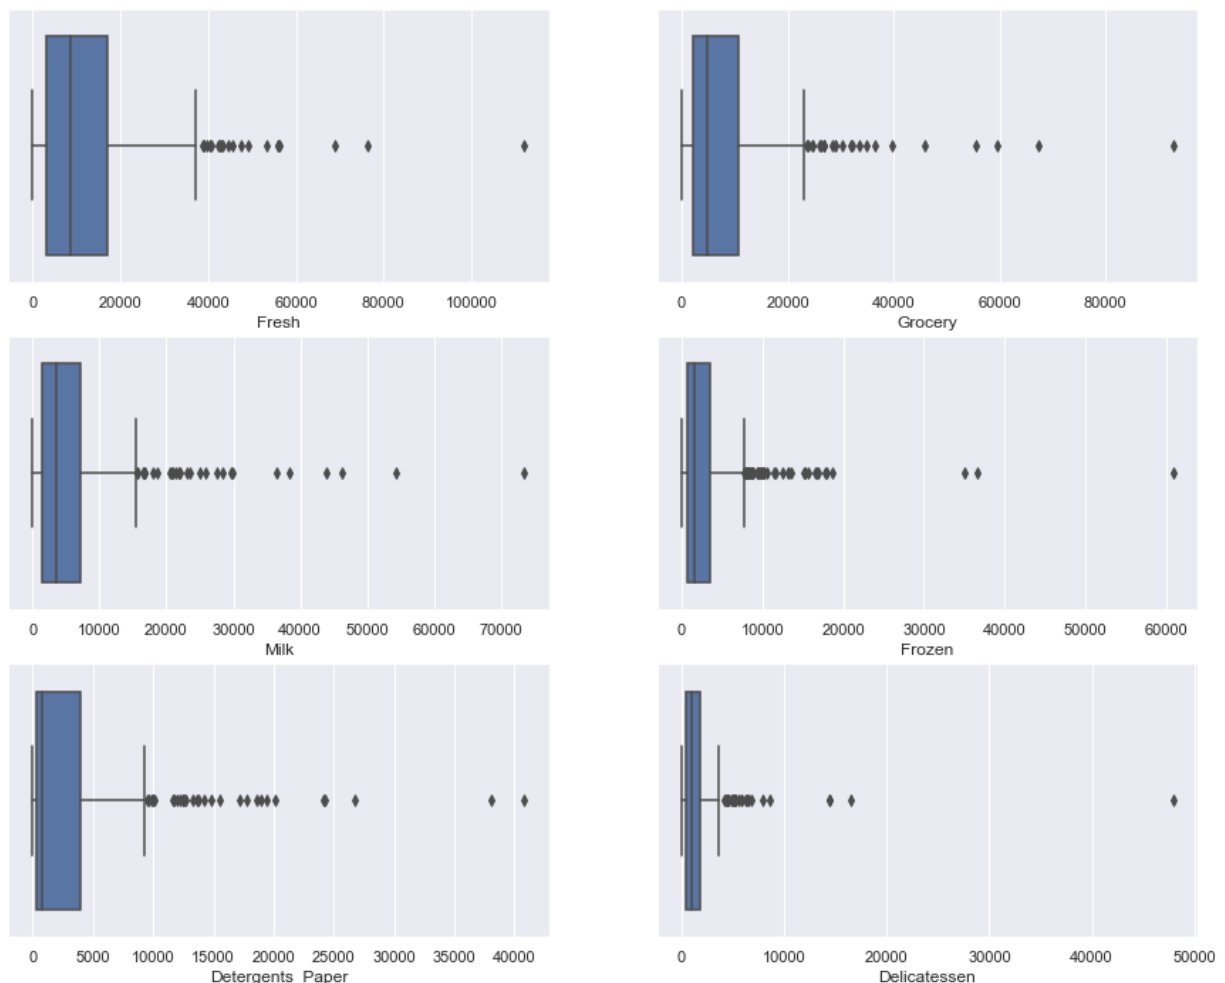 0 20000 40000 60000 80000 100000
Fresh
0 20000 40000 60000 80000
Grocery
0 10000 20000 30000 40000 50000 60000 70000
Milk
0 10000 20000 30000 40000 50000 60000
Frozen
0 5000 10000 15000 20000 25000 30000 35000 40000
Detergents_Paper
0 10000 20000 30000 40000 50000
Delicatessen